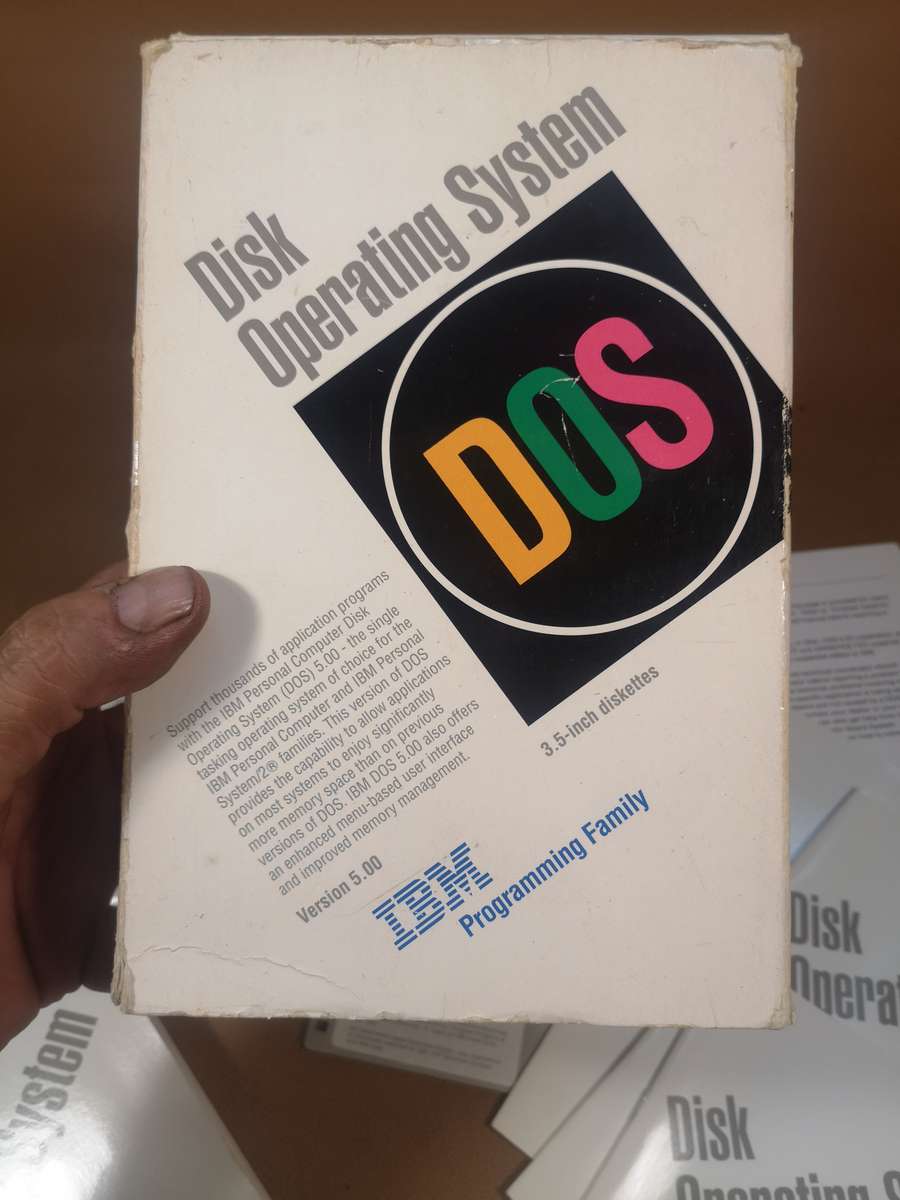 Disk
Operating System
DOS
Support thousands of application programs
with the IBM Personal Computer Disk
Operating System (DOS) 5.00 - the single
tasking operating system of choice for the
IBM Personal Computer and IBM Personal
System/2® families. This version of DOS
provides the capability to allow applications
on most systems to enjoy significantly
more memory space than on previous
versions of DOS. IBM DOS 5.00 also offers
an enhanced menu-based user interface
and improved memory management.
3.5-inch diskettes
Version 5.00
IBM
Programming Family
Disk
System
Disk